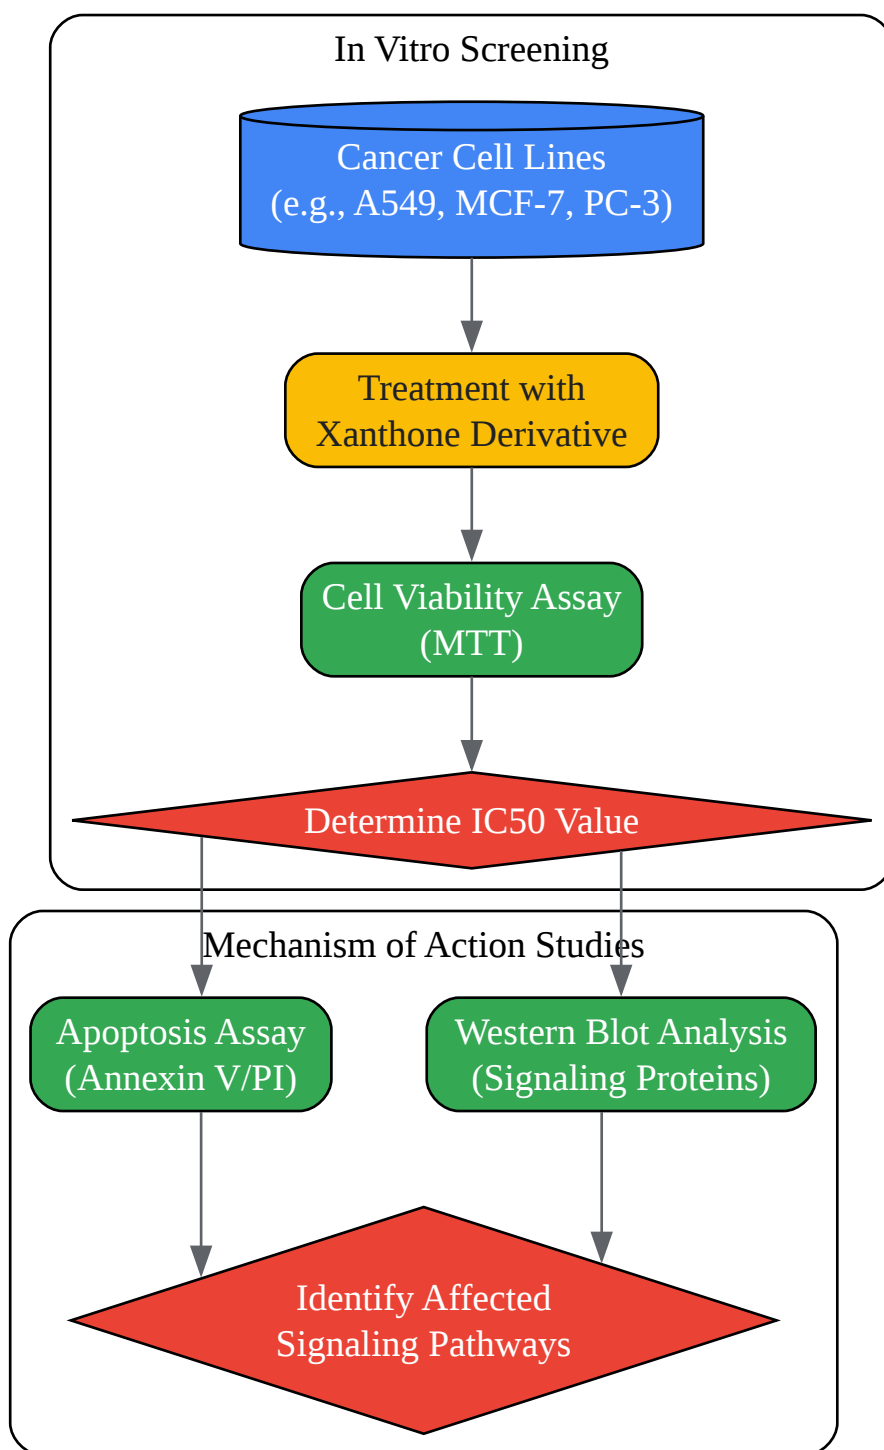 In Vitro Screening
Cancer Cell Lines
(e.g., A549, MCF-7, PC-3)
Treatment with
Xanthone Derivative
Cell Viability Assay
(MTT)
Determine IC50 Value
Mechanism of Action Studies
Apoptosis Assay
(Annexin V/PI)
Western Blot Analysis
(Signaling Proteins)
Identify Affected
Signaling Pathways